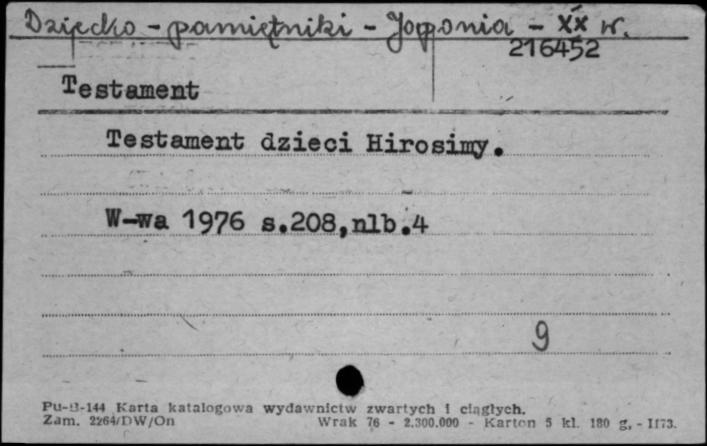 Dziecko - pamiętniki - Japonia - XX w.
216452
Testament
Testament dzieci Hirosimy.
W-wa 1976 s.208,nlb.4
9
Pu-B-144 Karta katalogowa wydawnictw zwartych i ciągłych.
Zam. 2264/DW/On Wrak 76 - 2.300.000 - Karton 5 kl. 180 g. - 1173.